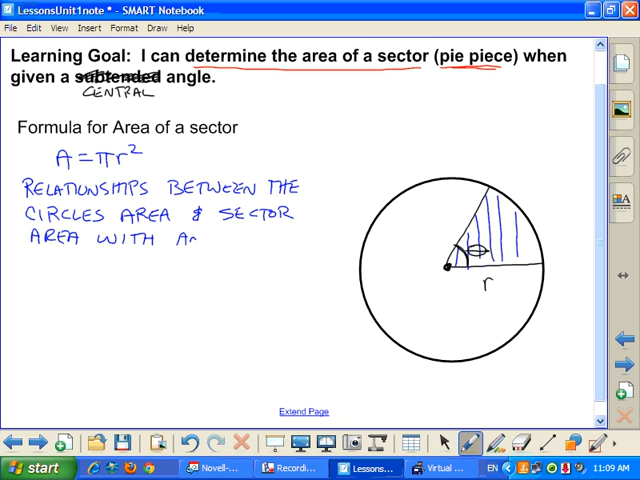 LessonsUnit1note * - SMART Notebook
File Edit View Insert Format Draw Help
Learning Goal: I can determine the area of a sector (pie piece) when
given a subtended angle.
CENTRAL
Formula for Area of a sector
A = πr²
RELATIONSHIPS BETWEEN THE
CIRCLES AREA & SECTOR
AREA WITH An
θ
r
Extend Page
start
Novell-...
Recordin...
Lessons...
Virtual ...
EN
11:09 AM